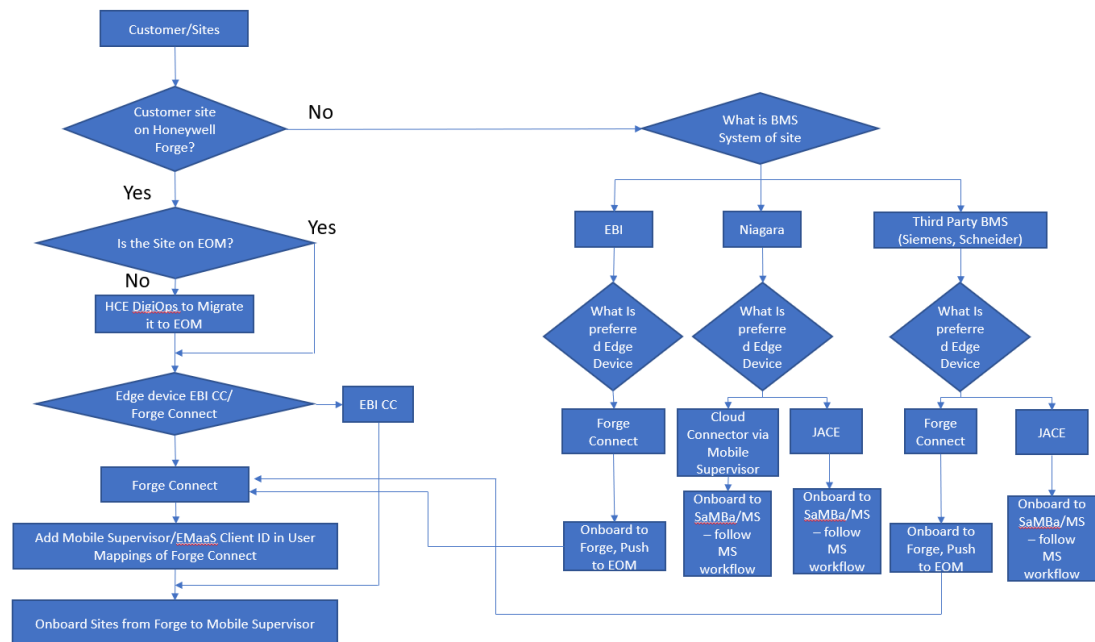 Customer/Sites
Customer site
on Honeywell
Forge?
No
What is BMS
System of site
Yes
Is the Site on EOM?
Yes
No
HCE DigiOps to Migrate
it to EOM
Edge device EBI CC/
Forge Connect
EBI CC
Forge Connect
Add Mobile Supervisor/EMaaS Client ID in User
Mappings of Forge Connect
Onboard Sites from Forge to Mobile Supervisor
EBI
What Is
preferre
d Edge
Device
Forge
Connect
Onboard to
Forge, Push
to EOM
Niagara
What Is
preferre
d Edge
Device
Cloud
Connector via
Mobile
Supervisor
Onboard to
SaMBa/MS
– follow
MS
workflow
JACE
Onboard to
SaMBa/MS
– follow
MS
workflow
Third Party BMS
(Siemens, Schneider)
What Is
preferre
d Edge
Device
Forge
Connect
Onboard to
Forge, Push
to EOM
JACE
Onboard to
SaMBa/MS
– follow
MS
workflow